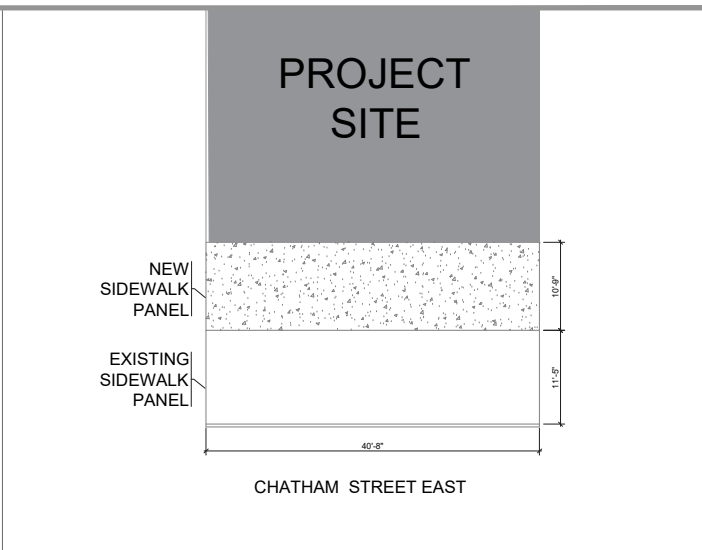 PROJECT
SITE
NEW
SIDEWALK
PANEL
10'-9"
EXISTING
SIDEWALK
PANEL
11'-5"
40'-8"
CHATHAM STREET EAST